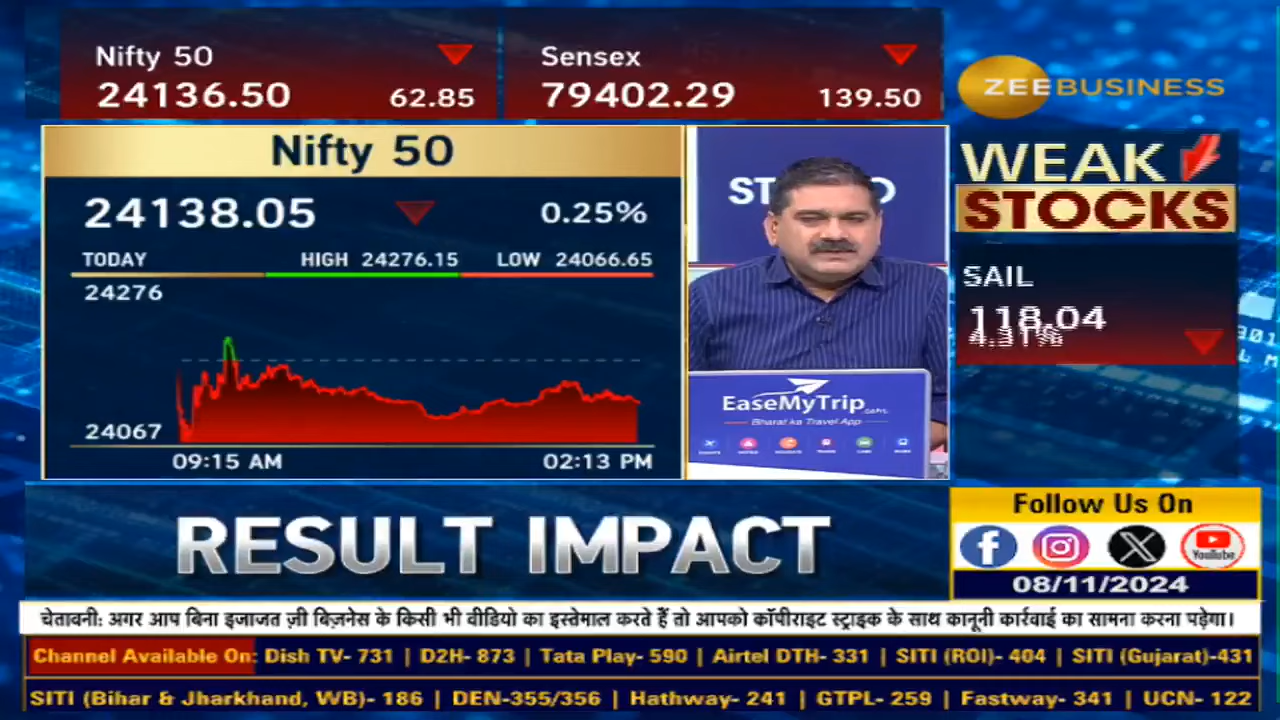 Nifty 50
24136.50 62.85
Sensex
79402.29 139.50
ZEE BUSINESS
Nifty 50
24138.05 0.25%
TODAY HIGH 24276.15 LOW 24066.65
24276
24067
09:15 AM 02:13 PM
EaseMyTrip
Bharat ka Travel App
WEAK
STOCKS
SAIL
118.04
4.31%
RESULT IMPACT
Follow Us On
YouTube
08/11/2024
चेतावनी: अगर आप बिना इजाजत ज़ी बिज़नेस के किसी भी वीडियो का इस्तेमाल करते हैं तो आपको कॉपीराइट स्ट्राइक के साथ कानूनी कार्रवाई का सामना करना पड़ेगा।
Channel Available On: Dish TV- 731 | D2H- 873 | Tata Play- 590 | Airtel DTH- 331 | SITI (ROI)- 404 | SITI (Gujarat)-431
SITI (Bihar & Jharkhand, WB)- 186 | DEN-355/356 | Hathway- 241 | GTPL- 259 | Fastway- 341 | UCN- 122